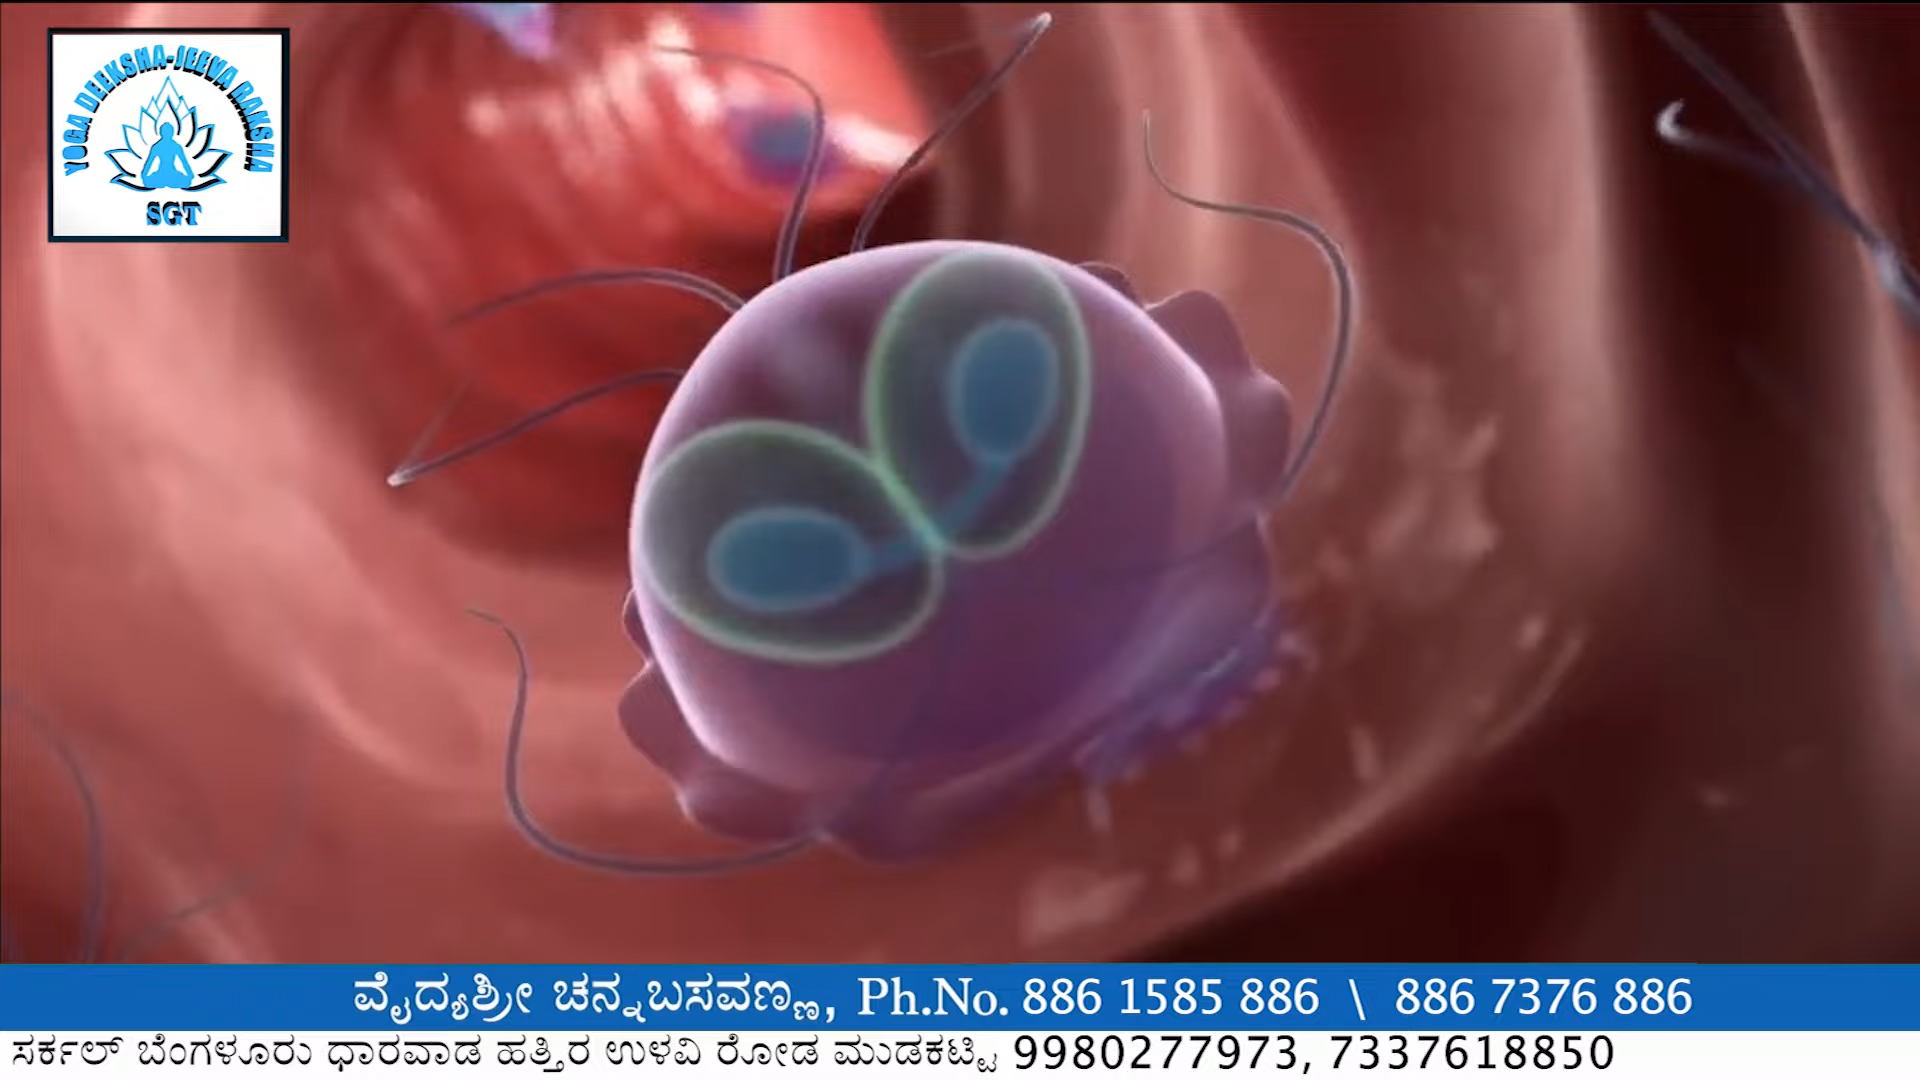 YOGA DEEKSHA-JEEVA RAKSHA
SGT
ವೈದ್ಯಶ್ರೀ ಚನ್ನಬಸವಣ್ಣ, Ph.No. 886 1585 886 \ 886 7376 886
ಸರ್ಕಲ್ ಬೆಂಗಳೂರು ಧಾರವಾಡ ಹತ್ತಿರ ಉಳವಿ ರೋಡ ಮುಡಕಟ್ಟಿ 9980277973, 7337618850